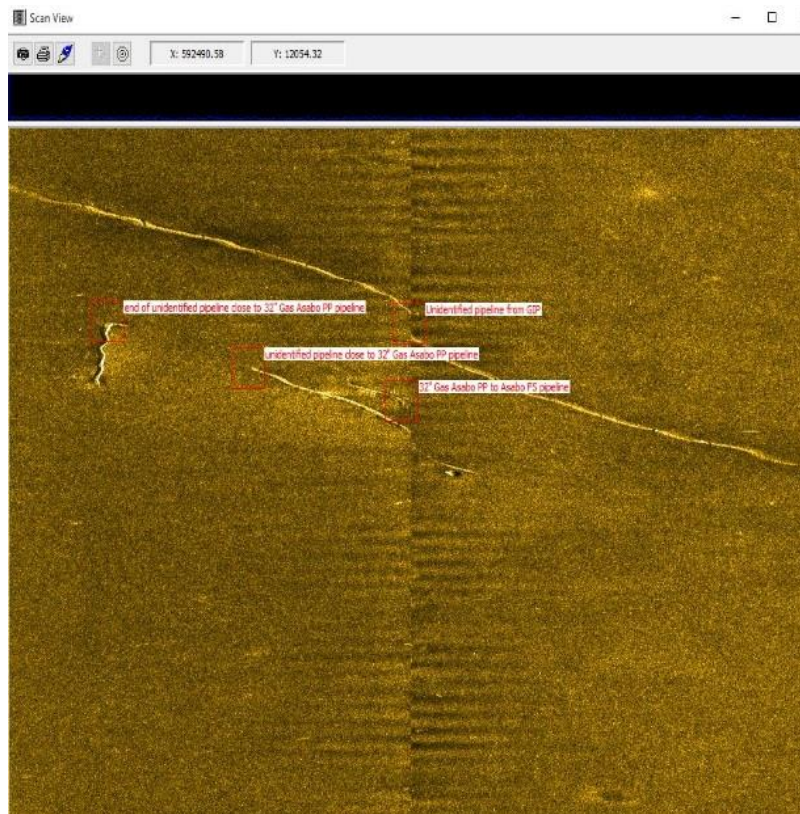 Scan View
X: 592490.58
Y: 12054.32
end of unidentified pipeline close to 32" Gas Asabo PP pipeline
Unidentified pipeline from GIP
unidentified pipeline close to 32" Gas Asabo PP pipeline
32" Gas Asabo PP to Asabo FS pipeline